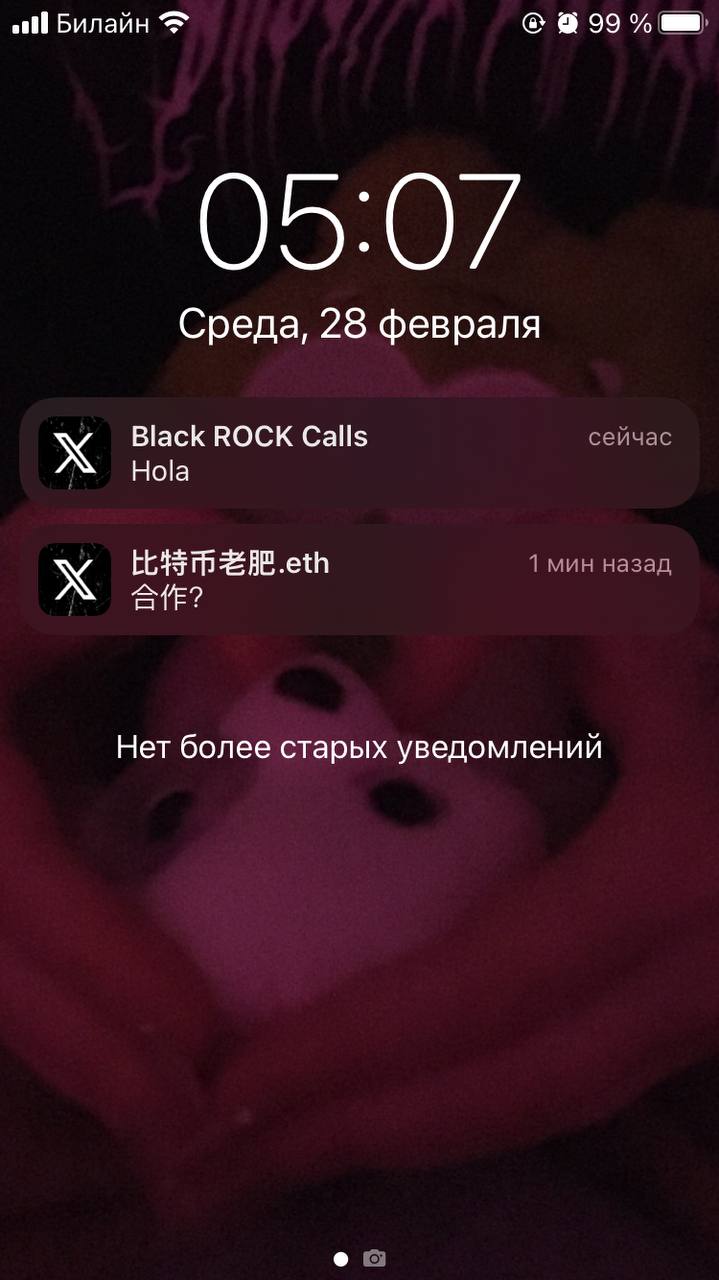 Билайн
99 %
05:07
Среда, 28 февраля
Black ROCK Calls
сейчас
Hola
比特币老肥.eth
1 мин назад
合作?
Нет более старых уведомлений